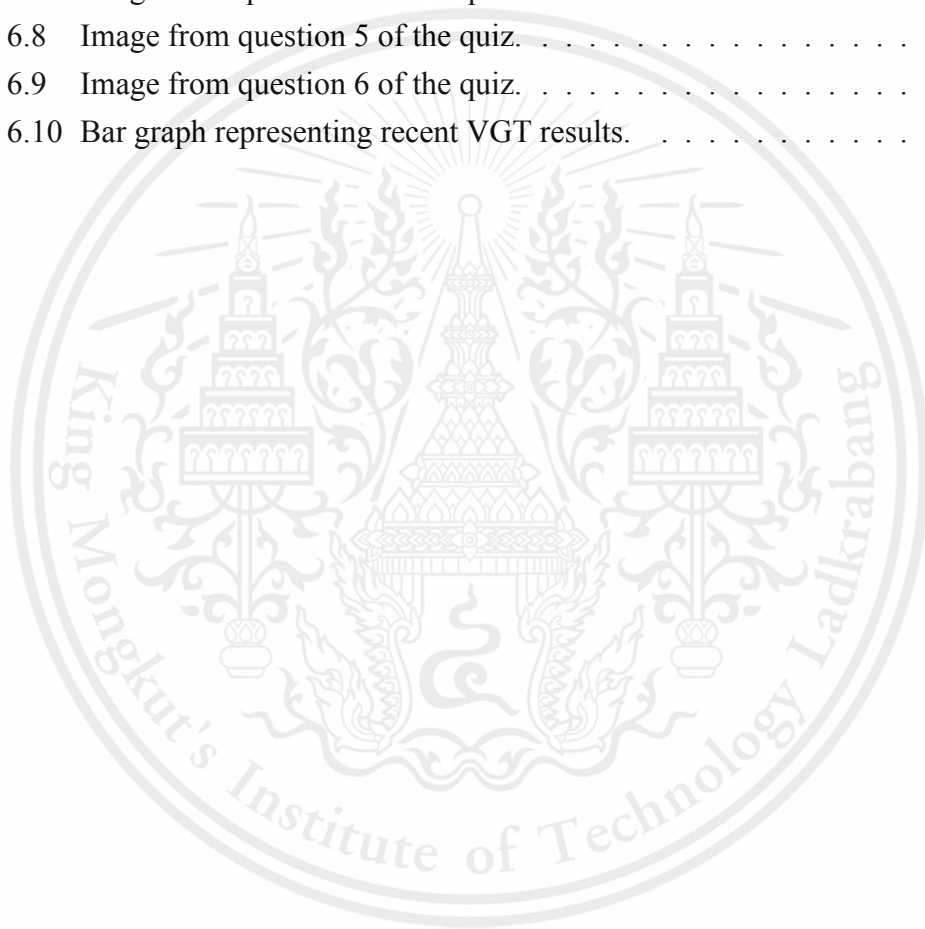 6.8 Image from question 5 of the quiz. . . . . . . . . . . . . . . . . .
6.9 Image from question 6 of the quiz. . . . . . . . . . . . . . . . . .
6.10 Bar graph representing recent VGT results. . . . . . . . . . . .
King Mongkut's Institute of Technology Ladkrabang